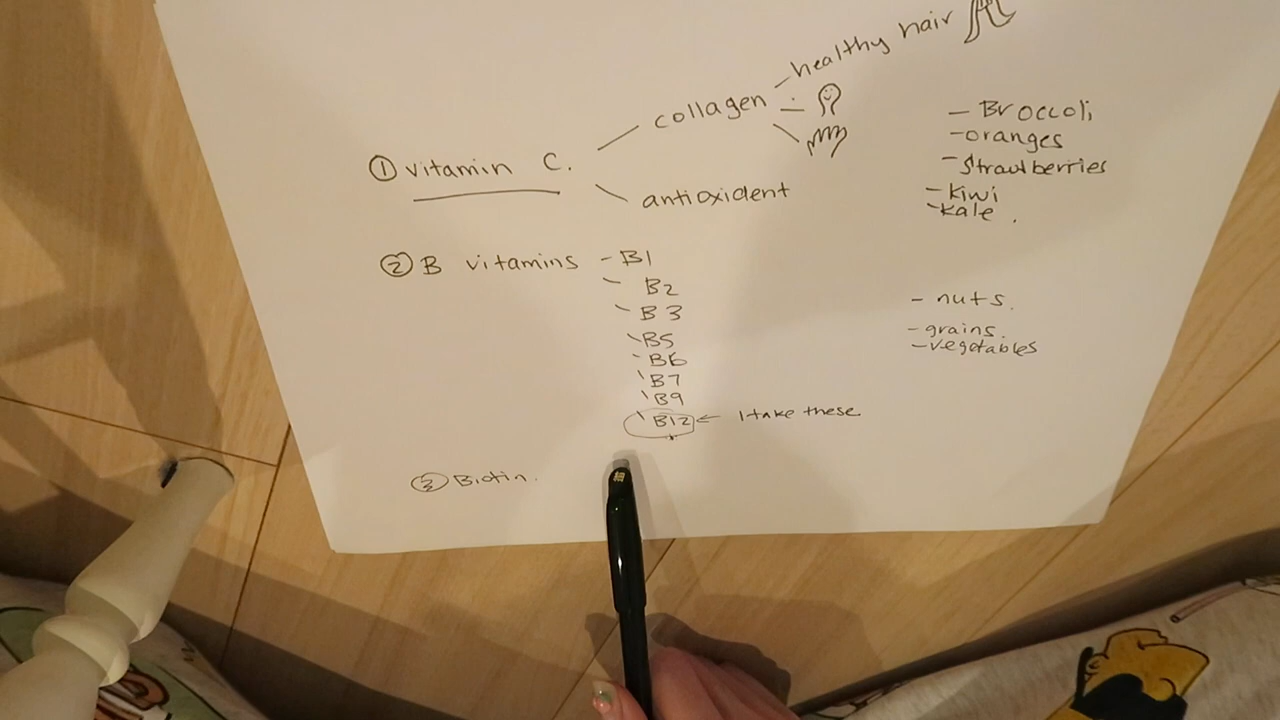 healthy hair
collagen
① vitamin C.
antioxident
- Broccoli
- oranges
- Strawberries
- kiwi
- kale.
② B vitamins - B1
- B2
- B3
- B5
- B6
- B7
- B9
- B12 ← I take these
- nuts.
- grains.
- vegetables
③ Biotin.